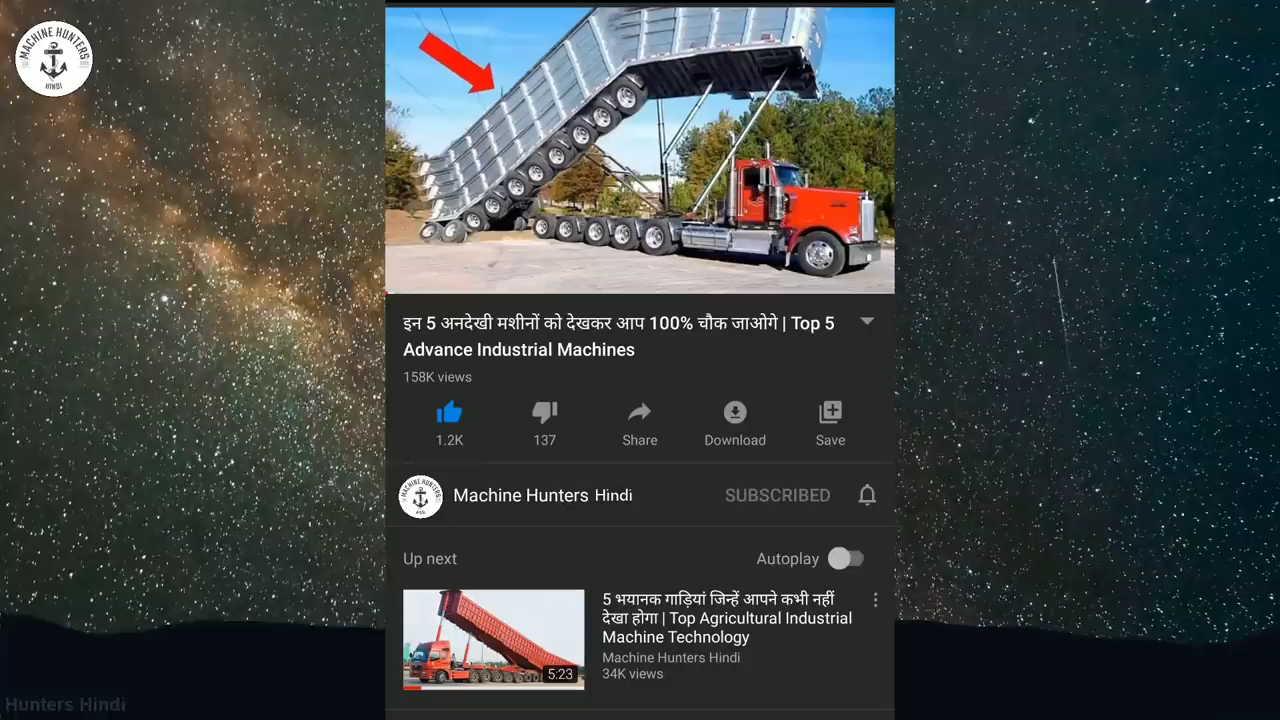 MACHINE HUNTERS
HINDI
इन 5 अनदेखी मशीनों को देखकर आप 100% चौक जाओगे | Top 5
Advance Industrial Machines
158K views
1.2K
137
Share
Download
Save
MACHINE HUNTERS
Machine Hunters Hindi
SUBSCRIBED
Up next
Autoplay
5:23
5 भयानक गाड़ियां जिन्हें आपने कभी नहीं
देखा होगा | Top Agricultural Industrial
Machine Technology
Machine Hunters Hindi
34K views
Hunters Hindi